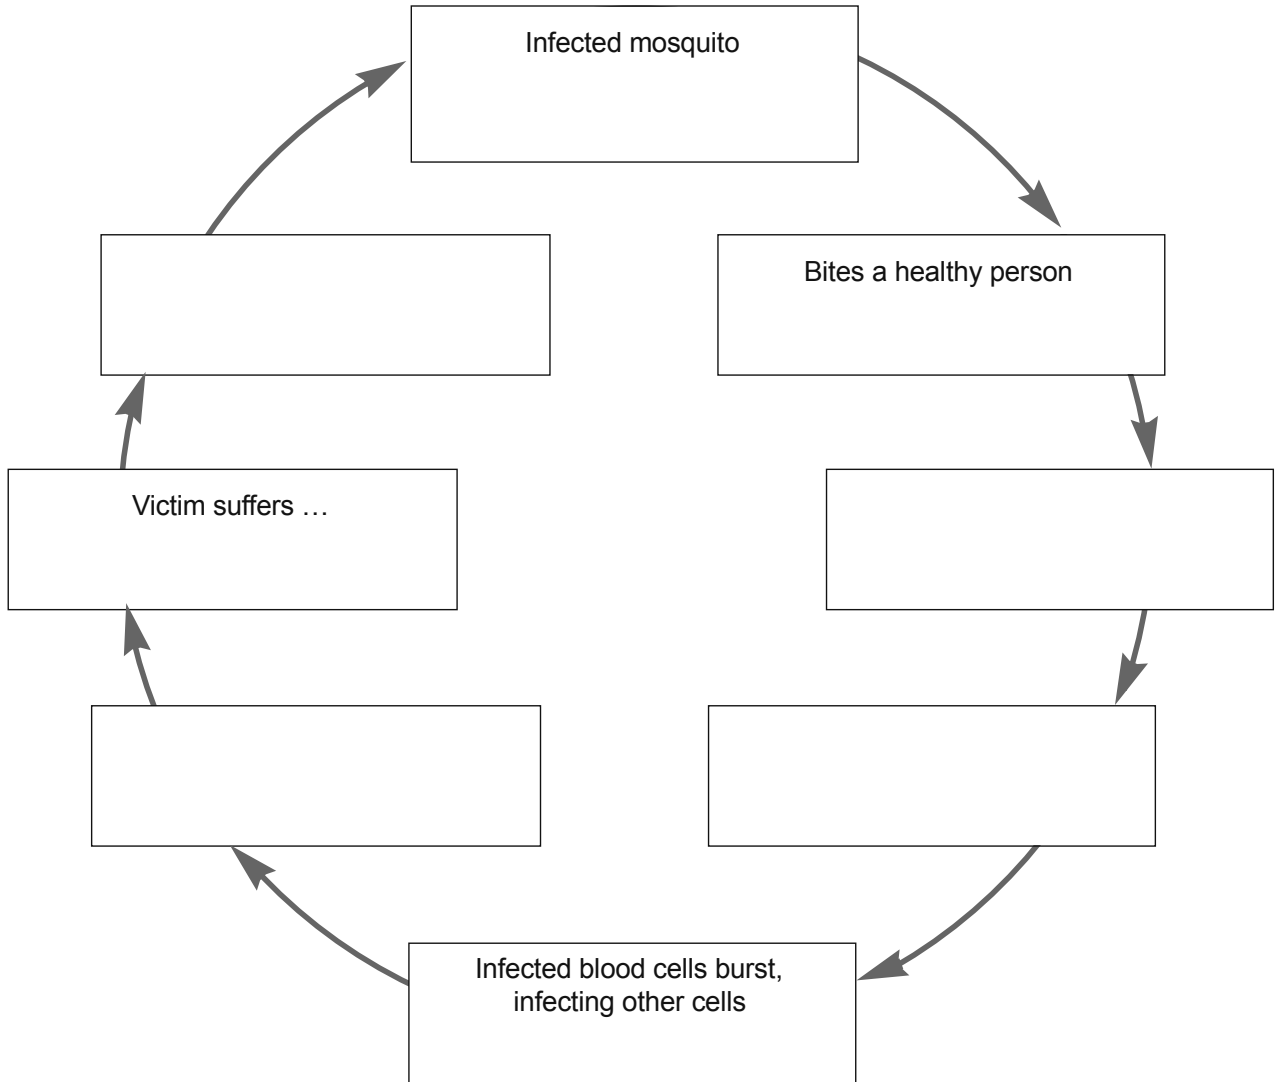 Infected mosquito
Bites a healthy person
Victim suffers …
Infected blood cells burst,
infecting other cells